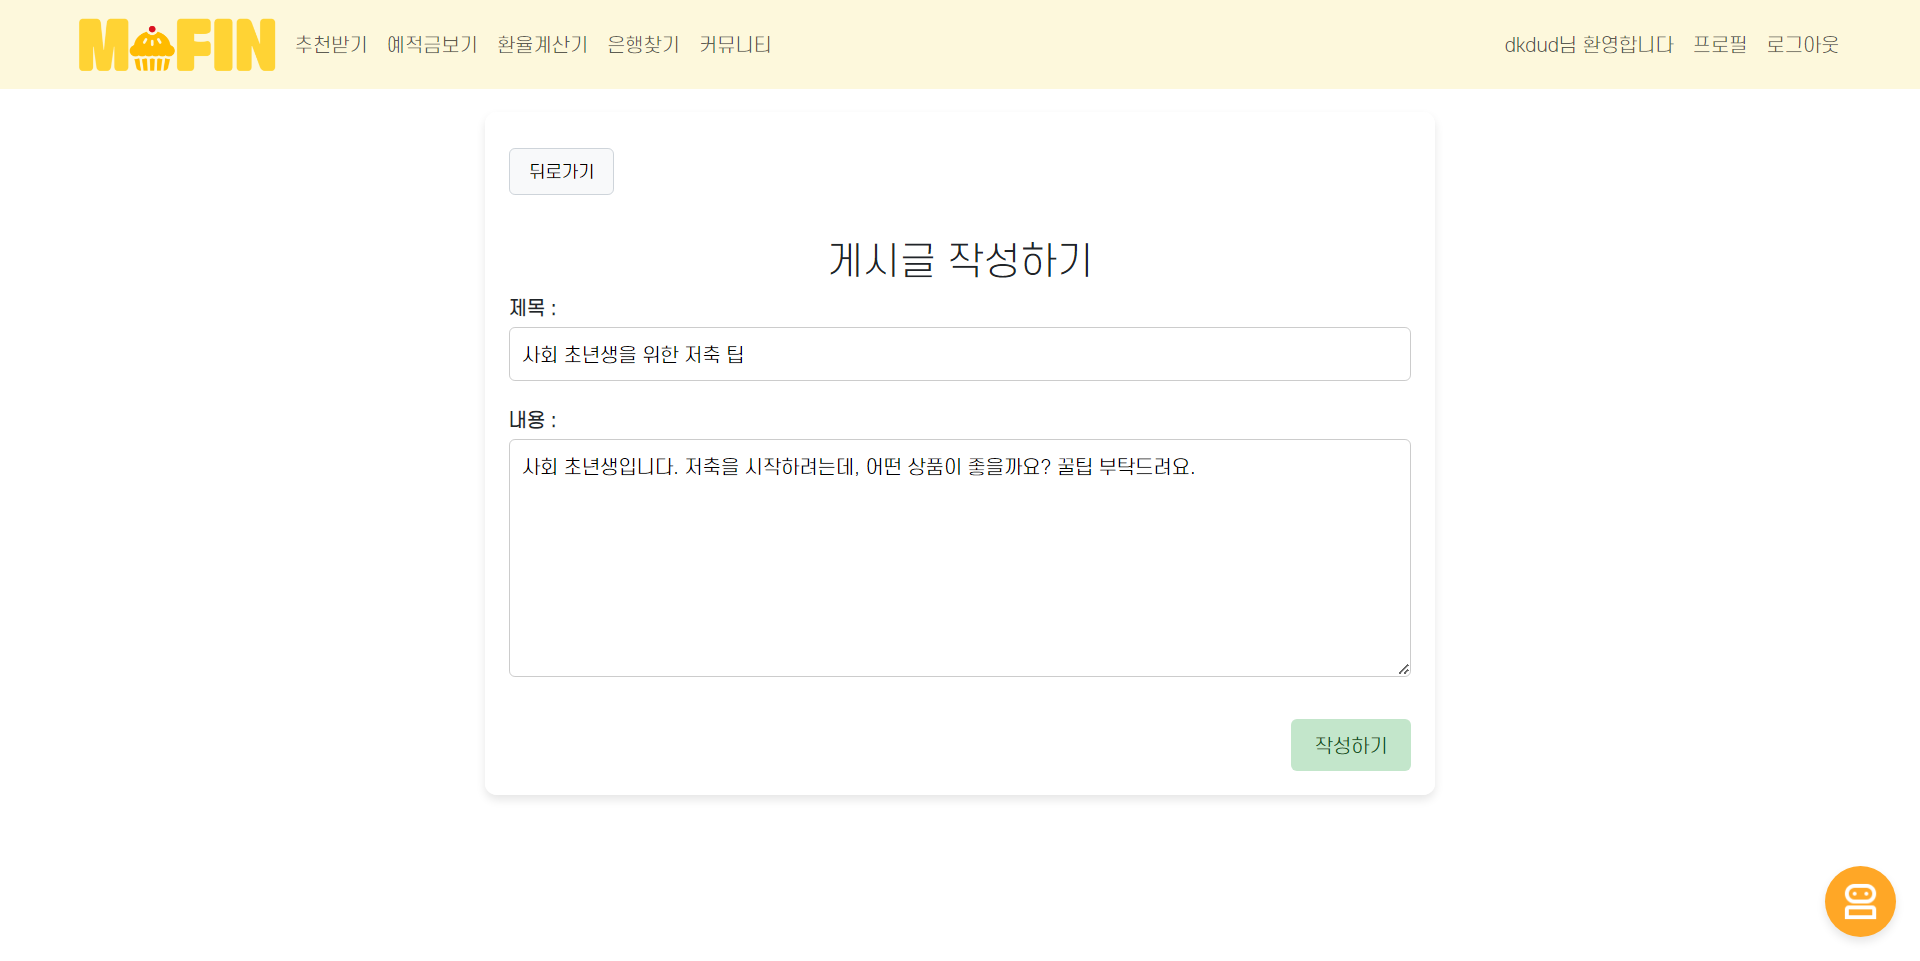 M FIN 추천받기 예적금보기 환율계산기 은행찾기 커뮤니티 dkdud님 환영합니다 프로필 로그아웃
뒤로가기
게시글 작성하기
제목 :
사회 초년생을 위한 저축 팁
내용 :
사회 초년생입니다. 저축을 시작하려는데, 어떤 상품이 좋을까요? 꿀팁 부탁드려요.
작성하기